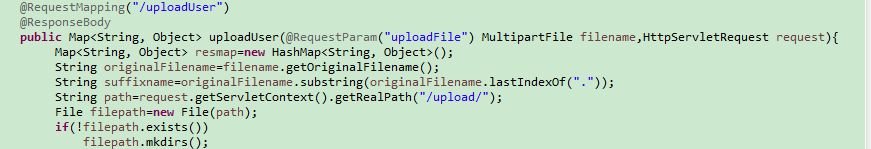 @RequestMapping("/uploadUser")
@ResponseBody
public Map<String, Object> uploadUser(@RequestParam("uploadFile") MultipartFile filename,HttpServletRequest request){
Map<String, Object> resmap=new HashMap<String, Object>();
String originalFilename=filename.getOriginalFilename();
String suffixname=originalFilename.substring(originalFilename.lastIndexOf("."));
String path=request.getServletContext().getRealPath("/upload/");
File filepath=new File(path);
if(!filepath.exists())
filepath.mkdirs();